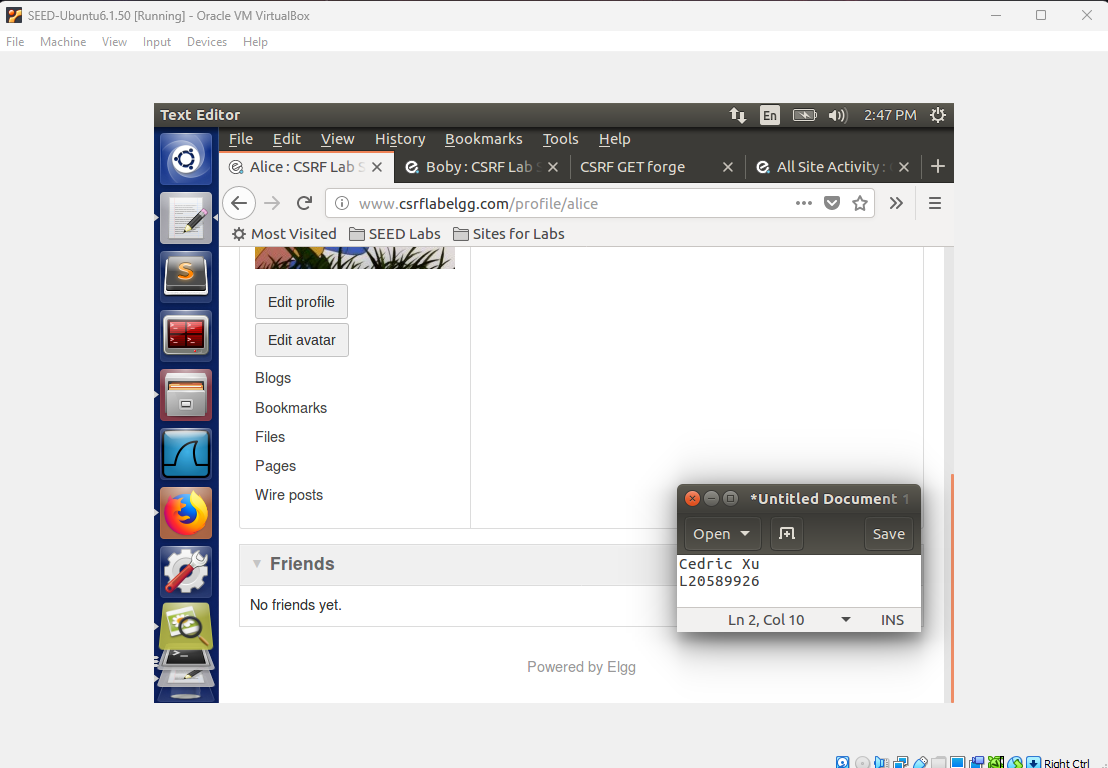 SEED-Ubuntu6.1.50 [Running] - Oracle VM VirtualBox
File Machine View Input Devices Help
Text Editor En 2:47 PM
File Edit View History Bookmarks Tools Help
Alice : CSRF Lab S Boby : CSRF Lab S CSRF GET forge All Site Activity :
www.csrflabelgg.com/profile/alice
Most Visited SEED Labs Sites for Labs
Edit profile
Edit avatar
Blogs
Bookmarks
Files
Pages
Wire posts
Friends
No friends yet.
Powered by Elgg
*Untitled Document 1
Open Save
Cedric Xu
L20589926
Ln 2, Col 10 INS
Right Ctrl